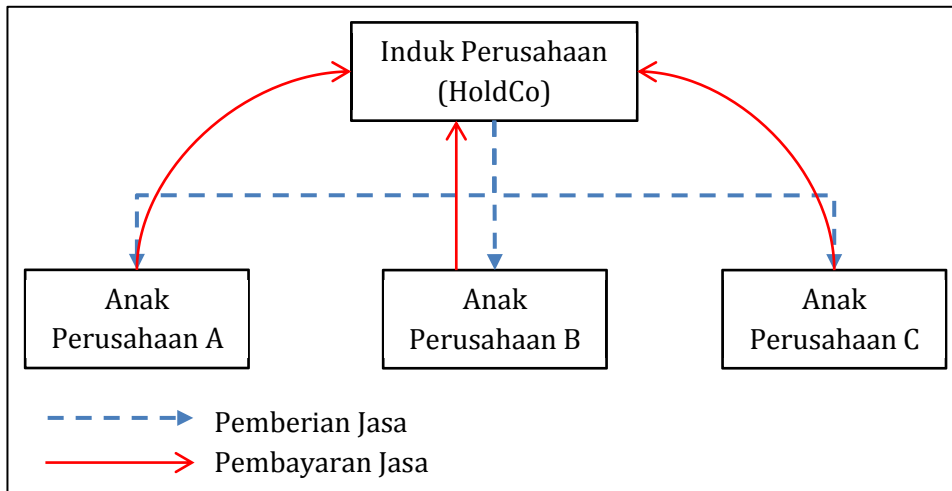 Induk Perusahaan
(HoldCo)
Anak
Perusahaan A
Anak
Perusahaan B
Anak
Perusahaan C
Pemberian Jasa
Pembayaran Jasa